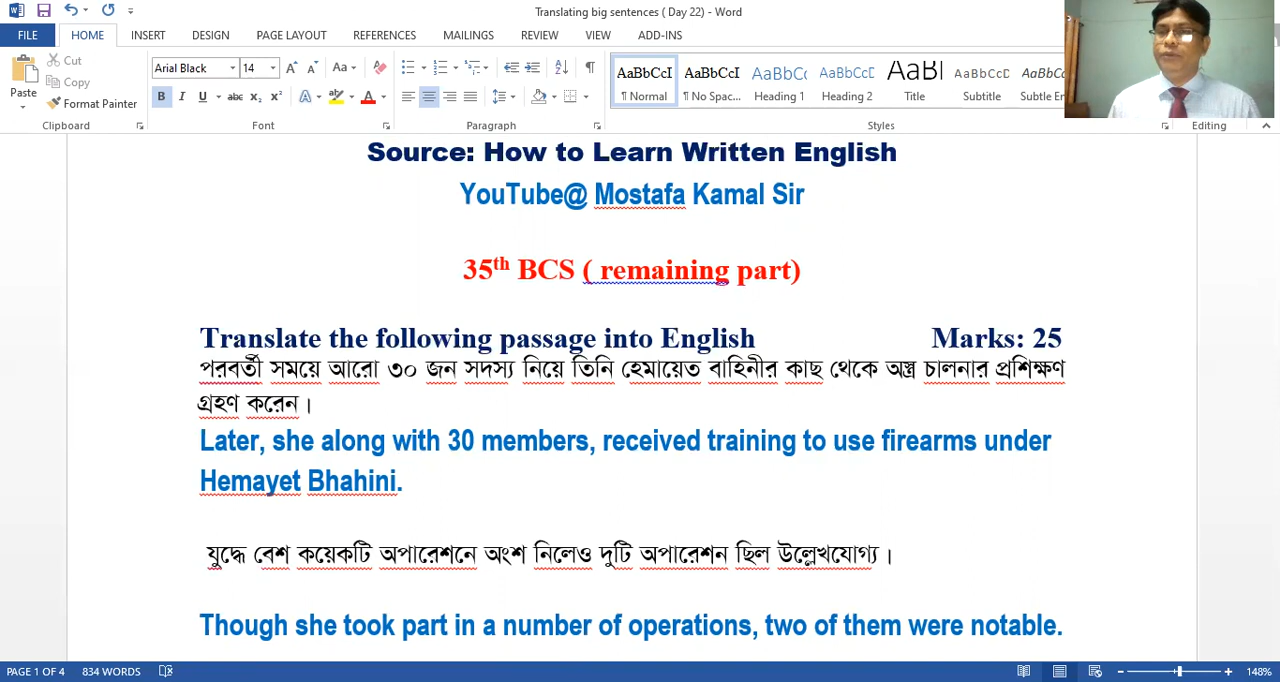 Translating big sentences ( Day 22) - Word
FILE HOME INSERT DESIGN PAGE LAYOUT REFERENCES MAILINGS REVIEW VIEW ADD-INS
Paste
Cut
Copy
Format Painter
Clipboard
Arial Black 14
Font
Paragraph
AaBbCcI AaBbCcI AaBbCc AaBbCcI AaBl AaBbCcD AaBbCcD
¶ Normal ¶ No Spac... Heading 1 Heading 2 Title Subtitle Subtle Em
Styles
Editing
Source: How to Learn Written English
YouTube@ Mostafa Kamal Sir
35th BCS ( remaining part)
Translate the following passage into English Marks: 25
পরবর্তী সময়ে আরো ৩০ জন সদস্য নিয়ে তিনি হেমায়েত বাহিনীর কাছ থেকে অস্ত্র চালনার প্রশিক্ষণ
গ্রহণ করেন।
Later, she along with 30 members, received training to use firearms under
Hemayet Bhahini.
যুদ্ধে বেশ কয়েকটি অপারেশনে অংশ নিলেও দুটি অপারেশন ছিল উল্লেখযোগ্য।
Though she took part in a number of operations, two of them were notable.
PAGE 1 OF 4 834 WORDS 148%